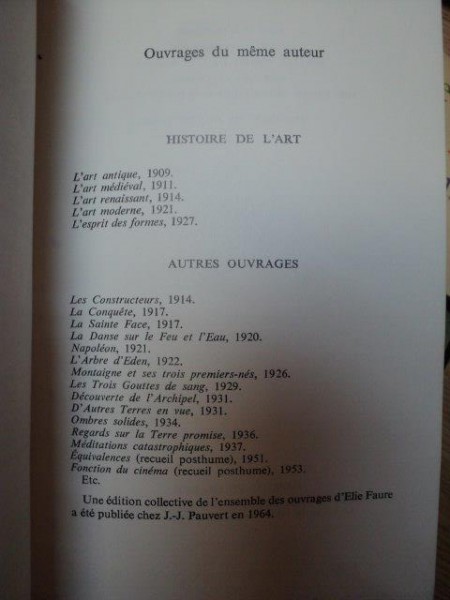 Ouvrages du même auteur
HISTOIRE DE L'ART
L'art antique, 1909.
L'art médiéval, 1911.
L'art renaissant, 1914.
L'art moderne, 1921.
L'esprit des formes, 1927.
AUTRES OUVRAGES
Les Constructeurs, 1914.
La Conquête, 1917.
La Sainte Face, 1917.
La Danse sur le Feu et l'Eau, 1920.
Napoléon, 1921.
L'Arbre d'Eden, 1922.
Montaigne et ses trois premiers-nés, 1926.
Les Trois Gouttes de sang, 1929.
Découverte de l'Archipel, 1931.
D'Autres Terres en vue, 1931.
Ombres solides, 1934.
Regards sur la Terre promise, 1936.
Méditations catastrophiques, 1937.
Équivalences (recueil posthume), 1951.
Fonction du cinéma (recueil posthume), 1953.
Etc.
Une édition collective de l'ensemble des ouvrages d'Elie Faure
a été publiée chez J.-J. Pauvert en 1964.